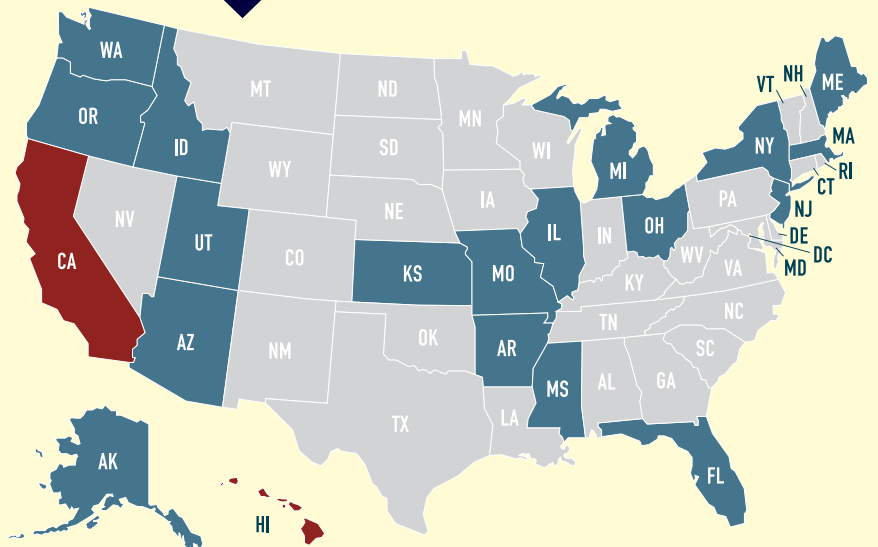 WA
MT
ND
MN
VT
NH
ME
OR
ID
SD
WI
MI
NY
MA
RI
CT
WY
NE
IA
PA
NJ
NV
UT
CO
KS
MO
IL
IN
OH
WV
VA
DE
DC
MD
CA
KY
AZ
NM
OK
AR
TN
NC
SC
TX
LA
MS
AL
GA
AK
HI
FL